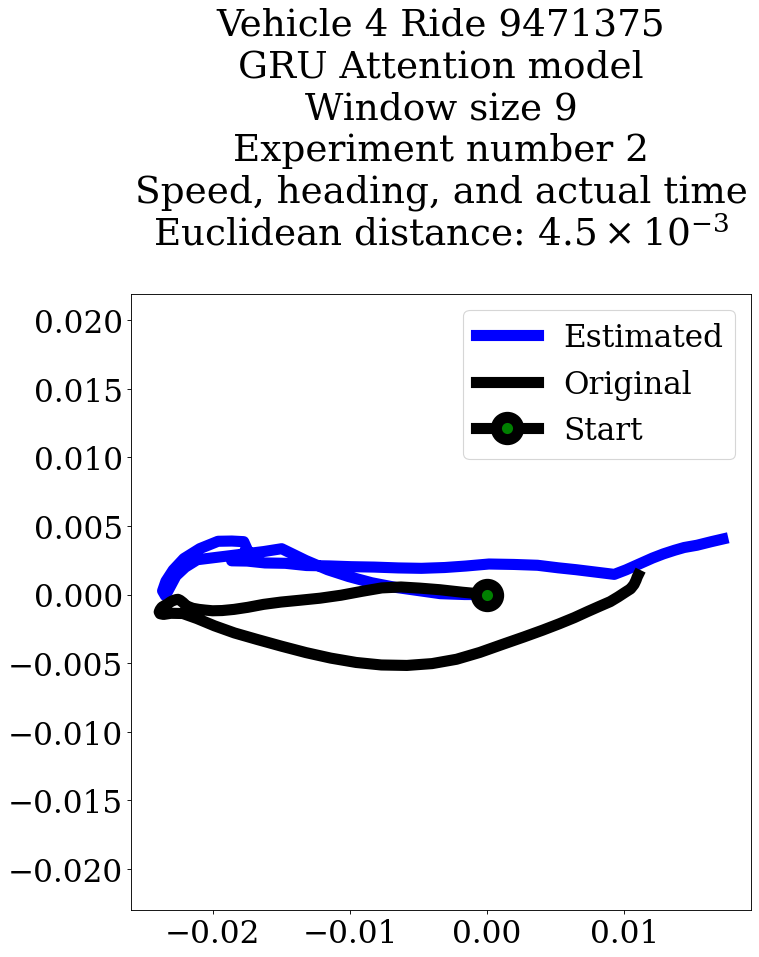 Vehicle 4 Ride 9471375
GRU Attention model
Window size 9
Experiment number 2
Speed, heading, and actual time
Euclidean distance: 4.5 × 10⁻³
Estimated
Original
Start
0.020
0.015
0.010
0.005
0.000
−0.005
−0.010
−0.015
−0.020
−0.02 −0.01 0.00 0.01